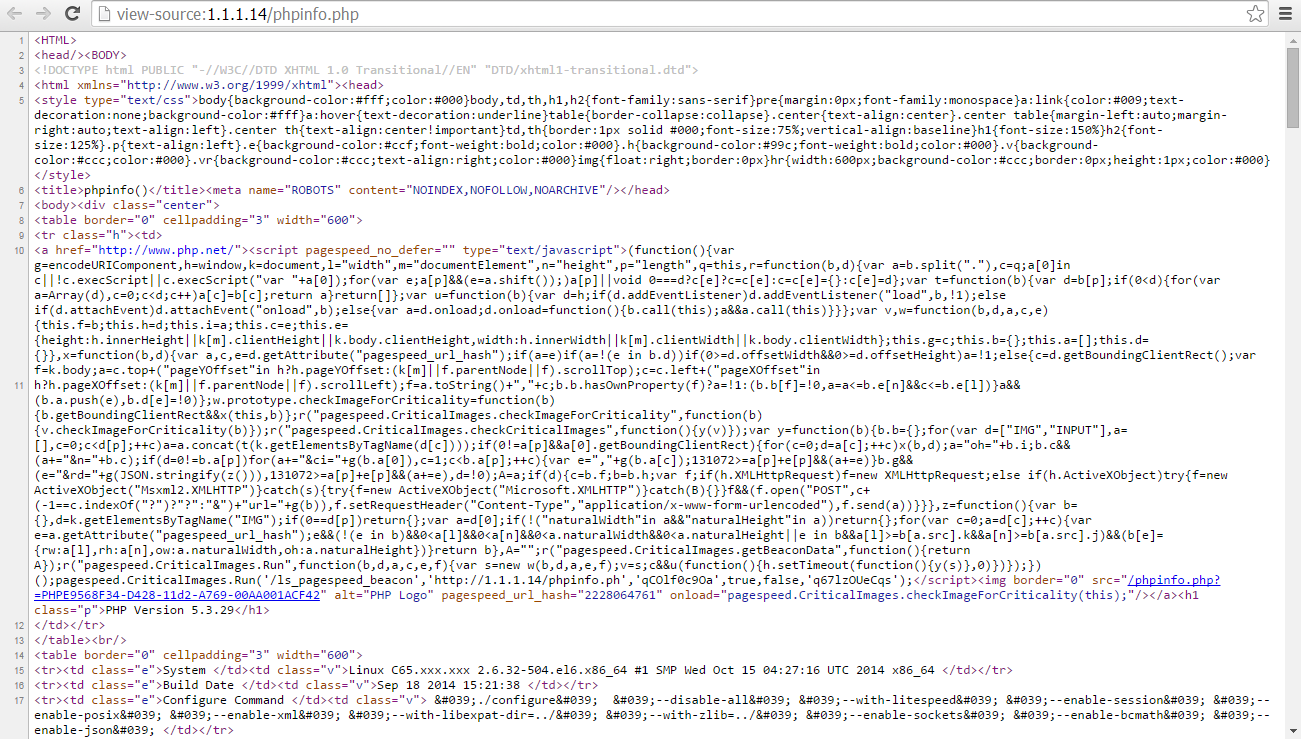 view-source:1.1.1.14/phpinfo.php
1 <HTML>
2 <head/><BODY>
3 <!DOCTYPE html PUBLIC "-//W3C//DTD XHTML 1.0 Transitional//EN" "DTD/xhtml1-transitional.dtd">
4 <html xmlns="http://www.w3.org/1999/xhtml"><head>
5 <style type="text/css">body{background-color:#fff;color:#000}body,td,th,h1,h2{font-family:sans-serif}pre{margin:0px;font-family:monospace}a:link{color:#009;text-
decoration:none;background-color:#fff}a:hover{text-decoration:underline}table{border-collapse:collapse}.center{text-align:center}.center table{margin-left:auto;margin-
right:auto;text-align:left}.center th{text-align:center!important}td,th{border:1px solid #000;font-size:75%;vertical-align:baseline}h1{font-size:150%}h2{font-
size:125%}.p{text-align:left}.e{background-color:#ccf;font-weight:bold;color:#000}.h{background-color:#99c;font-weight:bold;color:#000}.v{background-
color:#ccc;color:#000}.vr{background-color:#ccc;text-align:right;color:#000}img{float:right;border:0px}hr{width:600px;background-color:#ccc;border:0px;height:1px;color:#000}
</style>
6 <title>phpinfo()</title><meta name="ROBOTS" content="NOINDEX,NOFOLLOW,NOARCHIVE"/></head>
7 <body><div class="center">
8 <table border="0" cellpadding="3" width="600">
9 <tr class="h"><td>
10 <a href="http://www.php.net/"><script pagespeed_no_defer="" type="text/javascript">(function(){var
g=encodeURIComponent,h=window,k=document,l="width",m="documentElement",n="height",p="length",q=this,r=function(b,d){var a=b.split("."),c=q;a[0]in
c||!c.execScript||c.execScript("var "+a[0]);for(var e;a[p]&&(e=a.shift());)a[p]||void 0===d?c[e]?c=c[e]:c=c[e]={}:c[e]=d};var t=function(b){var d=b[p];if(0<d){for(var
a=Array(d),c=0;c<d;c++)a[c]=b[c];return a}return[]};var u=function(b){var d=h;if(d.addEventListener)d.addEventListener("load",b,!1);else
if(d.attachEvent)d.attachEvent("onload",b);else{var a=d.onload;d.onload=function(){b.call(this);a&&a.call(this)}}};var v,w=function(b,d,a,c,e)
{this.f=b;this.h=d;this.i=a;this.c=e;this.e=
{height:h.innerHeight||k[m].clientHeight||k.body.clientHeight,width:h.innerWidth||k[m].clientWidth||k.body.clientWidth};this.g=c;this.b={};this.a=[];this.d=
{}},x=function(b,d){var a,c,e=d.getAttribute("pagespeed_url_hash");if(a=e)if(a=!(e in b.d))if(0>=d.offsetWidth&&0>=d.offsetHeight)a=!1;else{c=d.getBoundingClientRect();var
f=k.body;a=c.top+("pageYOffset"in h?h.pageYOffset:(k[m]||f.parentNode||f).scrollTop);c=c.left+("pageXOffset"in
11 h?h.pageXOffset:(k[m]||f.parentNode||f).scrollLeft);f=a.toString()+","+c;b.b.hasOwnProperty(f)?a=!1:(b.b[f]=!0,a=a<=b.e[n]&&c<=b.e[l])}a&&
(b.a.push(e),b.d[e]=!0)};w.prototype.checkImageForCriticality=function(b)
{b.getBoundingClientRect&&x(this,b)};r("pagespeed.CriticalImages.checkImageForCriticality",function(b)
{v.checkImageForCriticality(b)});r("pagespeed.CriticalImages.checkCriticalImages",function(){y(v)});var y=function(b){b.b={};for(var d=["IMG","INPUT"],a=
[],c=0;c<d[p];++c)a=a.concat(t(k.getElementsByTagName(d[c])));if(0!=a[p]&&a[0].getBoundingClientRect){for(c=0;d=a[c];++c)x(b,d);a="oh="+b.i;b.c&&
(a+="&n="+b.c);if(d=0!=b.a[p])for(a+="&ci="+g(b.a[0]),c=1;c<b.a[p];++c){var e=","+g(b.a[c]);131072>=a[p]+e[p]&&(a+=e)}b.g&&
(e="&rd="+g(JSON.stringify(z())),131072>=a[p]+e[p]&&(a+=e),d=!0);A=a;if(d){c=b.f;b=b.h;var f;if(h.XMLHttpRequest)f=new XMLHttpRequest;else if(h.ActiveXObject)try{f=new
ActiveXObject("Msxml2.XMLHTTP")}catch(s){try{f=new ActiveXObject("Microsoft.XMLHTTP")}catch(B){}}f&&(f.open("POST",c+
(-1==c.indexOf("?")?"?":"&")+"url="+g(b)),f.setRequestHeader("Content-Type","application/x-www-form-urlencoded"),f.send(a))}}},z=function(){var b=
{},d=k.getElementsByTagName("IMG");if(0==d[p])return{};var a=d[0];if(!("naturalWidth"in a&&"naturalHeight"in a))return{};for(var c=0;a=d[c];++c){var
e=a.getAttribute("pagespeed_url_hash");e&&(!(e in b)&&0<a[l]&&0<a[n]&&0<a.naturalWidth&&0<a.naturalHeight||e in b&&a[l]>=b[a.src].k&&a[n]>=b[a.src].j)&&(b[e]=
{rw:a[l],rh:a[n],ow:a.naturalWidth,oh:a.naturalHeight})}return b},A="";r("pagespeed.CriticalImages.getBeaconData",function(){return
A});r("pagespeed.CriticalImages.Run",function(b,d,a,c,e,f){var s=new w(b,d,a,e,f);v=s;c&&u(function(){h.setTimeout(function(){y(s)},0)})});})
();pagespeed.CriticalImages.Run('/ls_pagespeed_beacon','http://1.1.1.14/phpinfo.ph','qCOlf0c9Oa',true,false,'q67lzOUeCqs');</script><img border="0" src="/phpinfo.php?
=PHPE9568F34-D428-11d2-A769-00AA001ACF42" alt="PHP Logo" pagespeed_url_hash="2228064761" onload="pagespeed.CriticalImages.checkImageForCriticality(this);"/></a><h1
class="p">PHP Version 5.3.29</h1>
12 </td></tr>
13 </table><br/>
14 <table border="0" cellpadding="3" width="600">
15 <tr><td class="e">System </td><td class="v">Linux C65.xxx.xxx 2.6.32-504.el6.x86_64 #1 SMP Wed Oct 15 04:27:16 UTC 2014 x86_64 </td></tr>
16 <tr><td class="e">Build Date </td><td class="v">Sep 18 2014 15:21:38 </td></tr>
17 <tr><td class="e">Configure Command </td><td class="v"> &#039;./configure&#039;  &#039;--disable-all&#039; &#039;--with-litespeed&#039; &#039;--enable-session&#039; &#039;--
enable-posix&#039; &#039;--enable-xml&#039; &#039;--with-libexpat-dir=../&#039; &#039;--with-zlib=../&#039; &#039;--enable-sockets&#039; &#039;--enable-bcmath&#039; &#039;--
enable-json&#039; </td></tr>